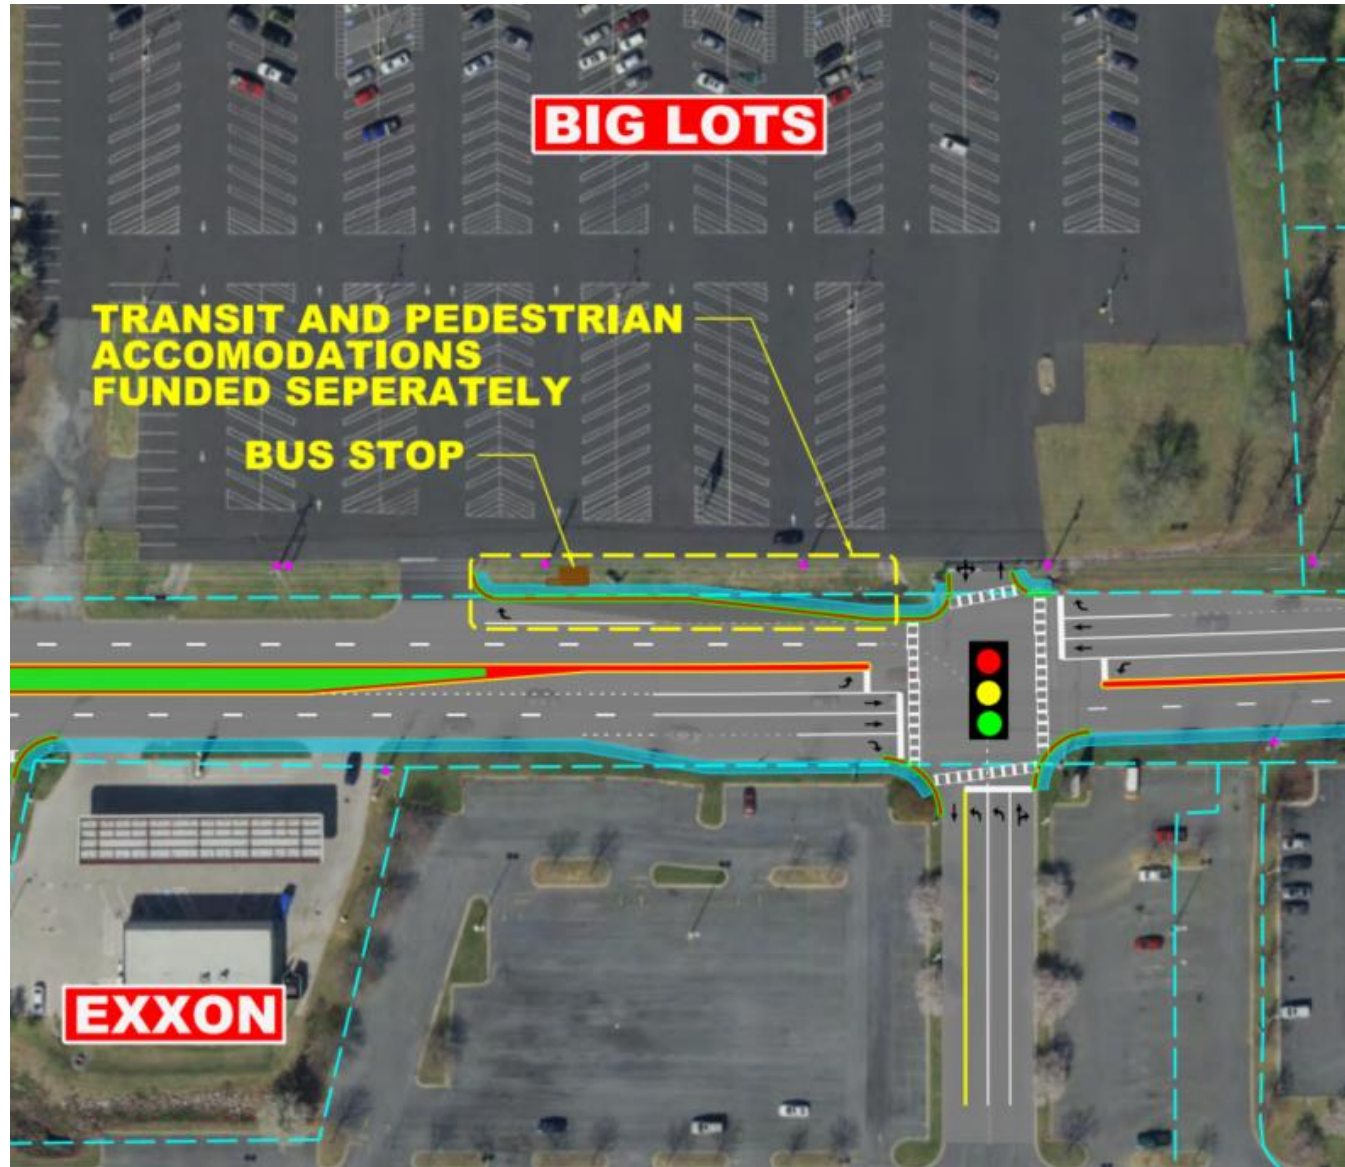 BIG LOTS
TRANSIT AND PEDESTRIAN
ACCOMODATIONS
FUNDED SEPERATELY
BUS STOP
EXXON